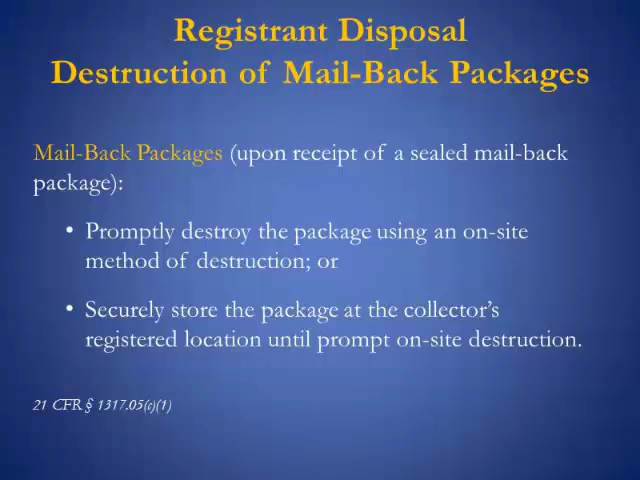 Registrant Disposal
Destruction of Mail-Back Packages
Mail-Back Packages (upon receipt of a sealed mail-back
package):
• Promptly destroy the package using an on-site
method of destruction; or
• Securely store the package at the collector’s
registered location until prompt on-site destruction.
21 CFR § 1317.05(c)(1)